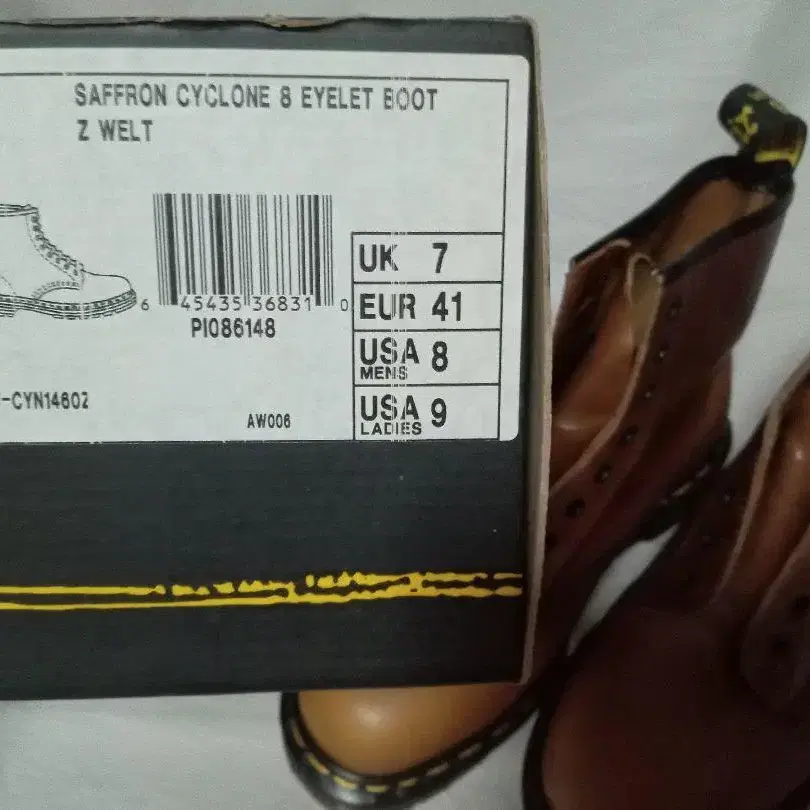 SAFFRON CYCLONE 8 EYELET BOOT
Z WELT
6 45435 36831 0
PI086148
UK 7
EUR 41
USA 8
MENS
USA 9
LADIES
-CYN14602
AW006